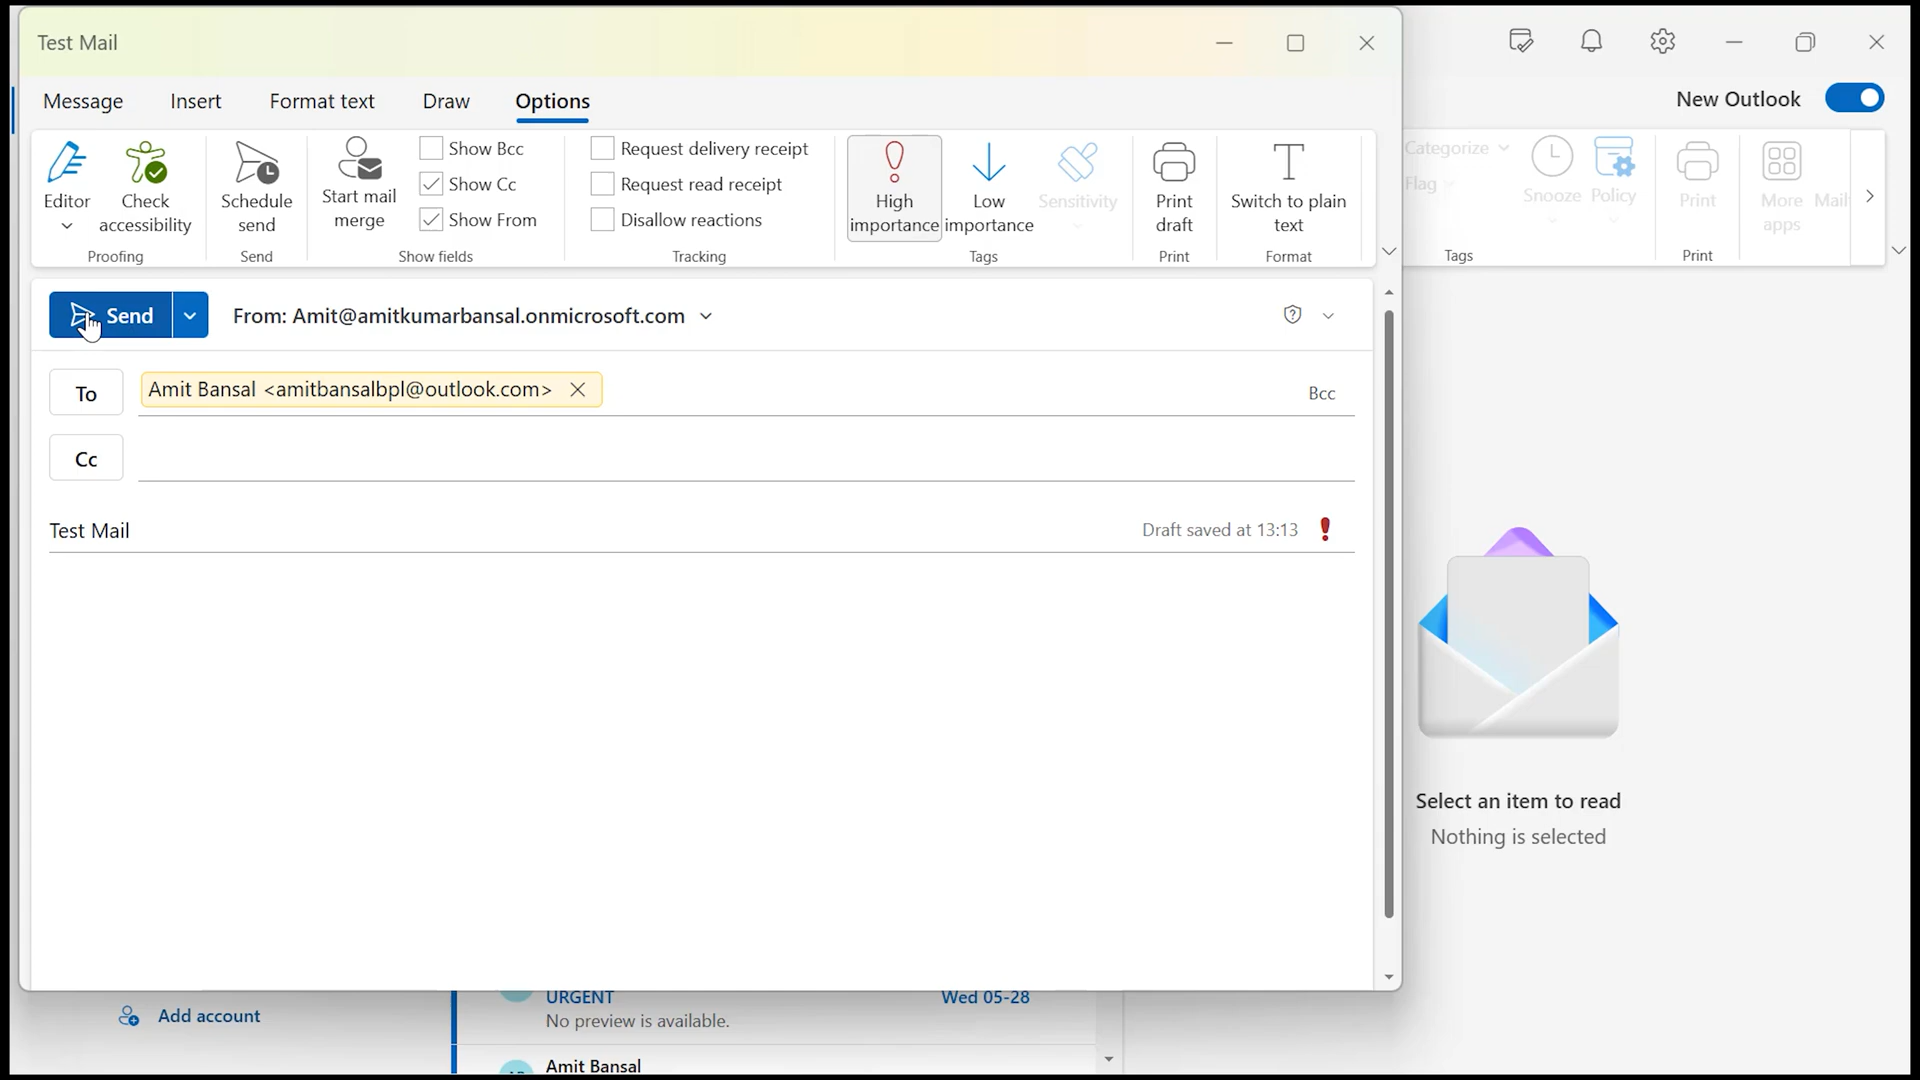 Test Mail
Message Insert Format text Draw Options
New Outlook
Editor
Check accessibility
Proofing
Schedule send
Send
Start mail merge
Show Bcc
Show Cc
Show From
Show fields
Request delivery receipt
Request read receipt
Disallow reactions
Tracking
High importance
Low importance
Sensitivity
Tags
Print draft
Print
Switch to plain text
Format
Categorize
Flag
Snooze
Policy
Tags
Print
Print
More apps
Mail
Send
From: Amit@amitkumarbansal.onmicrosoft.com
To
Amit Bansal <amitbansalbpl@outlook.com>
Bcc
Cc
Test Mail
Draft saved at 13:13
Select an item to read
Nothing is selected
Add account
URGENT
Wed 05-28
No preview is available.
Amit Bansal